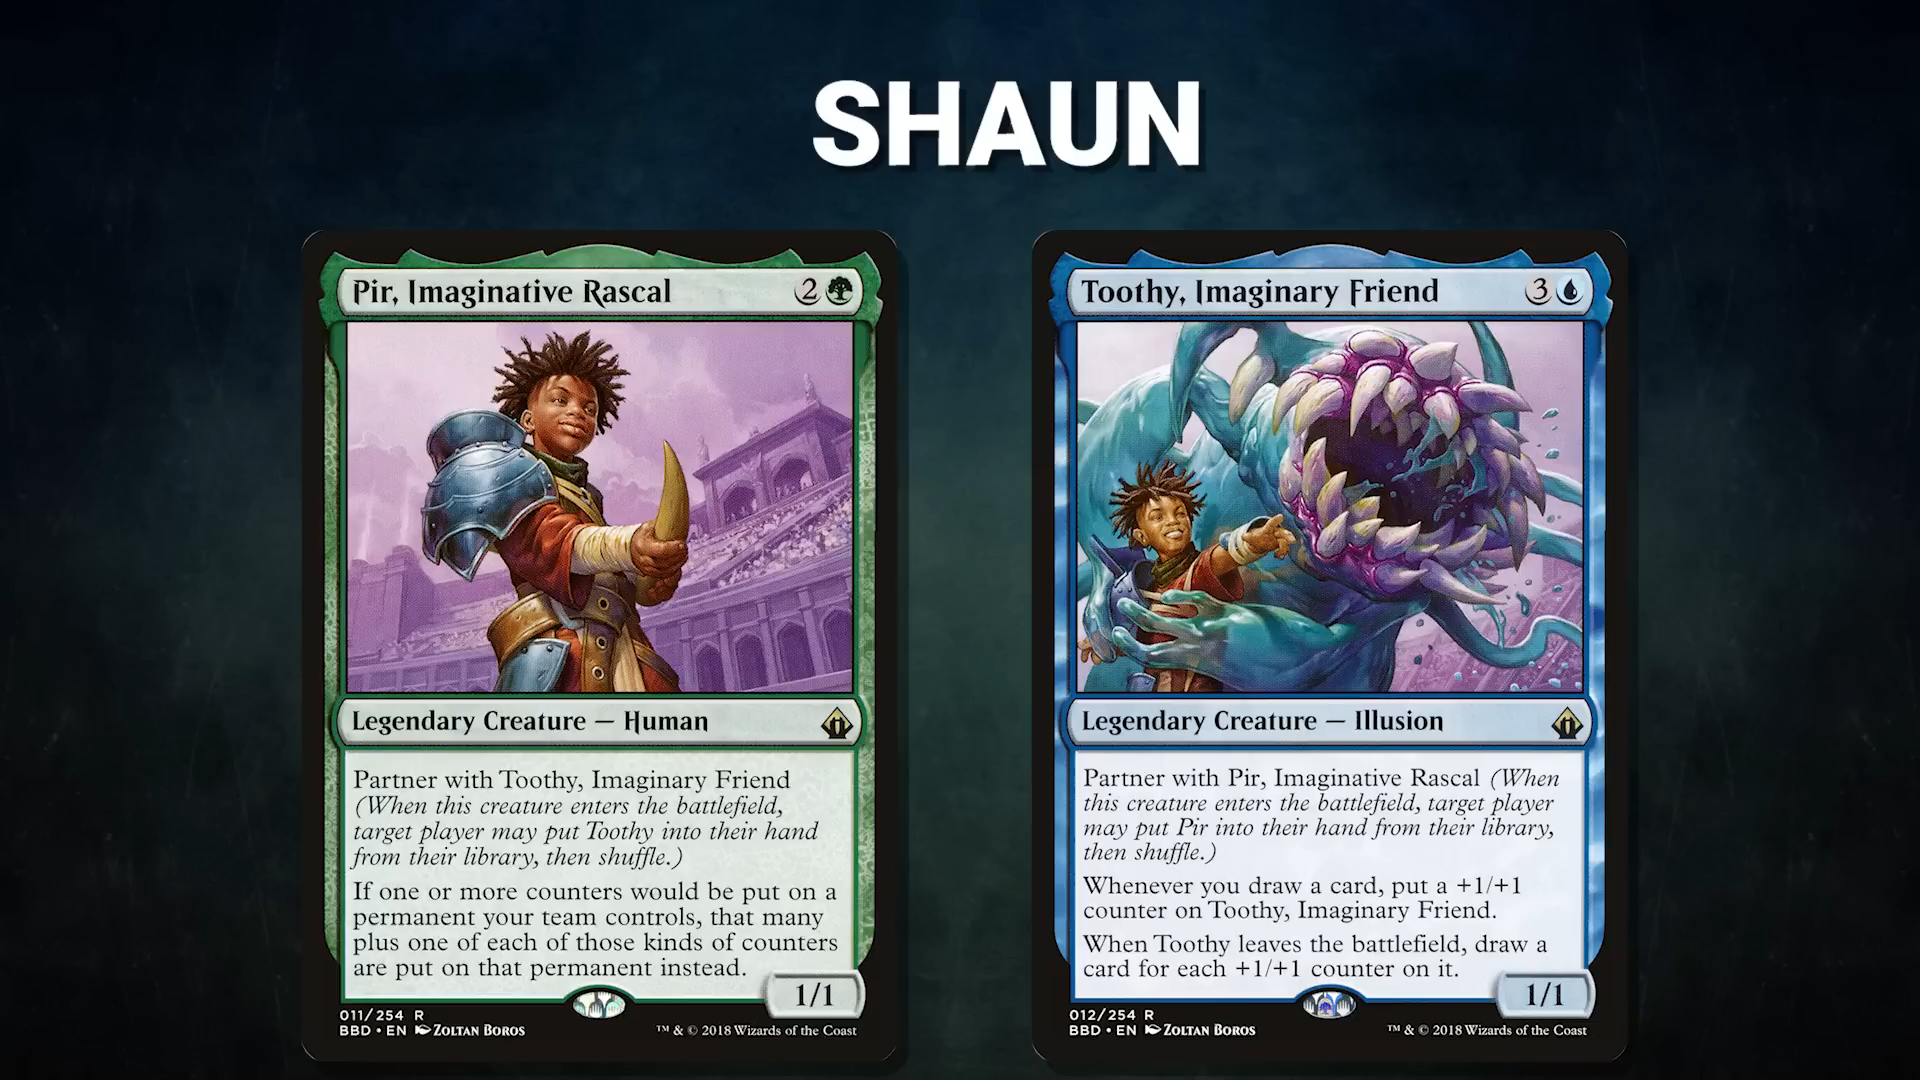 SHAUN
Pir, Imaginative Rascal 2
Legendary Creature — Human
Partner with Toothy, Imaginary Friend
(When this creature enters the battlefield,
target player may put Toothy into their hand
from their library, then shuffle.)
If one or more counters would be put on a
permanent your team controls, that many
plus one of each of those kinds of counters
are put on that permanent instead.
1/1
011/254 R
BBD • EN ZOLTAN BOROS
™ & © 2018 Wizards of the Coast
Toothy, Imaginary Friend 3
Legendary Creature — Illusion
Partner with Pir, Imaginative Rascal (When
this creature enters the battlefield, target player
may put Pir into their hand from their library,
then shuffle.)
Whenever you draw a card, put a +1/+1
counter on Toothy, Imaginary Friend.
When Toothy leaves the battlefield, draw a
card for each +1/+1 counter on it.
1/1
012/254 R
BBD • EN ZOLTAN BOROS
™ & © 2018 Wizards of the Coast